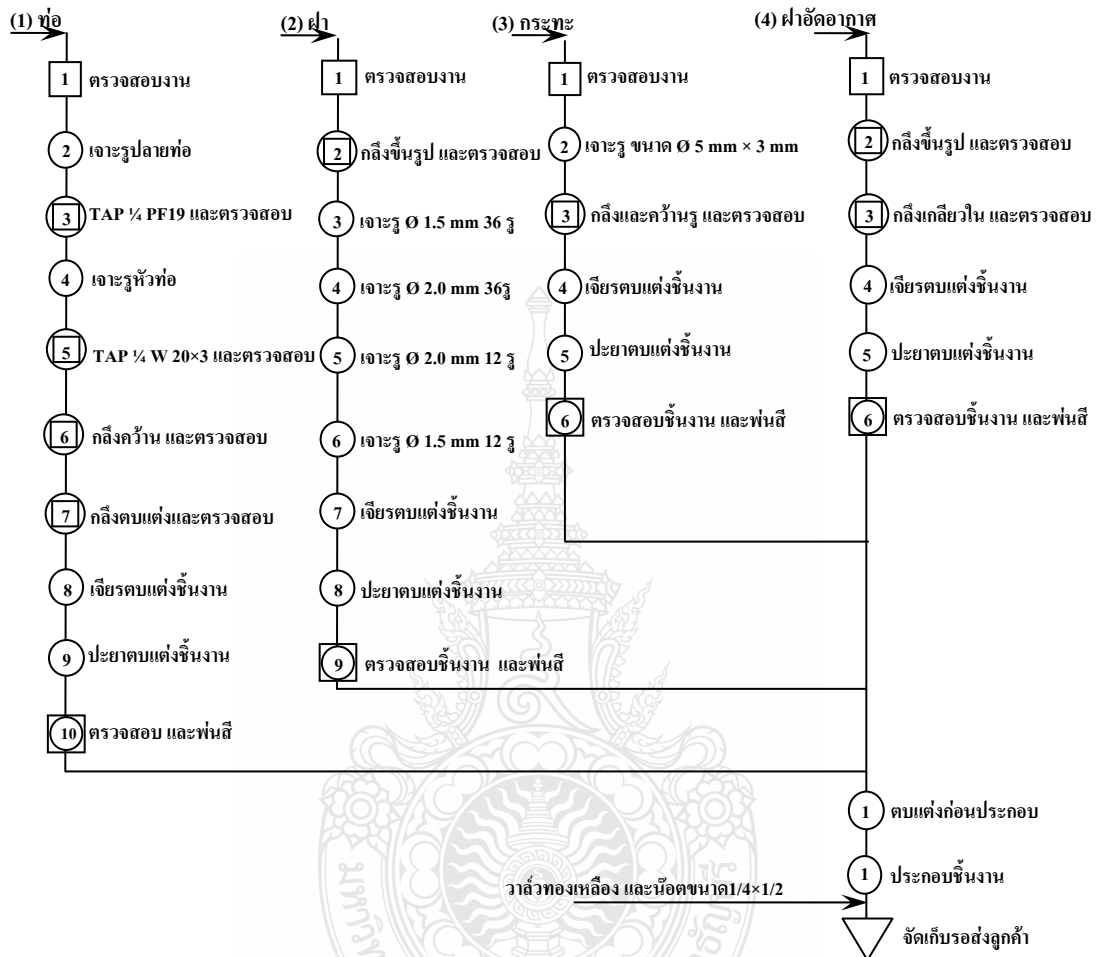 (1) ท่อ
1 ตรวจสอบงาน
2 เจาะรูปลายท่อ
3 TAP ¼ PF19 และตรวจสอบ
4 เจาะรูหัวท่อ
5 TAP ¼ W 20×3 และตรวจสอบ
6 กลึงคว้าน และตรวจสอบ
7 กลึงตบแต่งและตรวจสอบ
8 เจียรตบแต่งชิ้นงาน
9 ปะยาตบแต่งชิ้นงาน
10 ตรวจสอบ และพ่นสี
(2) ฝา
1 ตรวจสอบงาน
2 กลึงขึ้นรูป และตรวจสอบ
3 เจาะรู Ø 1.5 mm 36 รู
4 เจาะรู Ø 2.0 mm 36รู
5 เจาะรู Ø 2.0 mm 12 รู
6 เจาะรู Ø 1.5 mm 12 รู
7 เจียรตบแต่งชิ้นงาน
8 ปะยาตบแต่งชิ้นงาน
9 ตรวจสอบชิ้นงาน และพ่นสี
(3) กระทะ
1 ตรวจสอบงาน
2 เจาะรู ขนาด Ø 5 mm × 3 mm
3 กลึงและคว้านรู และตรวจสอบ
4 เจียรตบแต่งชิ้นงาน
5 ปะยาตบแต่งชิ้นงาน
6 ตรวจสอบชิ้นงาน และพ่นสี
(4) ฝาอัดอากาศ
1 ตรวจสอบงาน
2 กลึงขึ้นรูป และตรวจสอบ
3 กลึงเกลียวใน และตรวจสอบ
4 เจียรตบแต่งชิ้นงาน
5 ปะยาตบแต่งชิ้นงาน
6 ตรวจสอบชิ้นงาน และพ่นสี
1 ตบแต่งก่อนประกอบ
1 ประกอบชิ้นงาน
วาล์วทองเหลือง และน๊อตขนาด1/4×1/2
จัดเก็บรอส่งลูกค้า